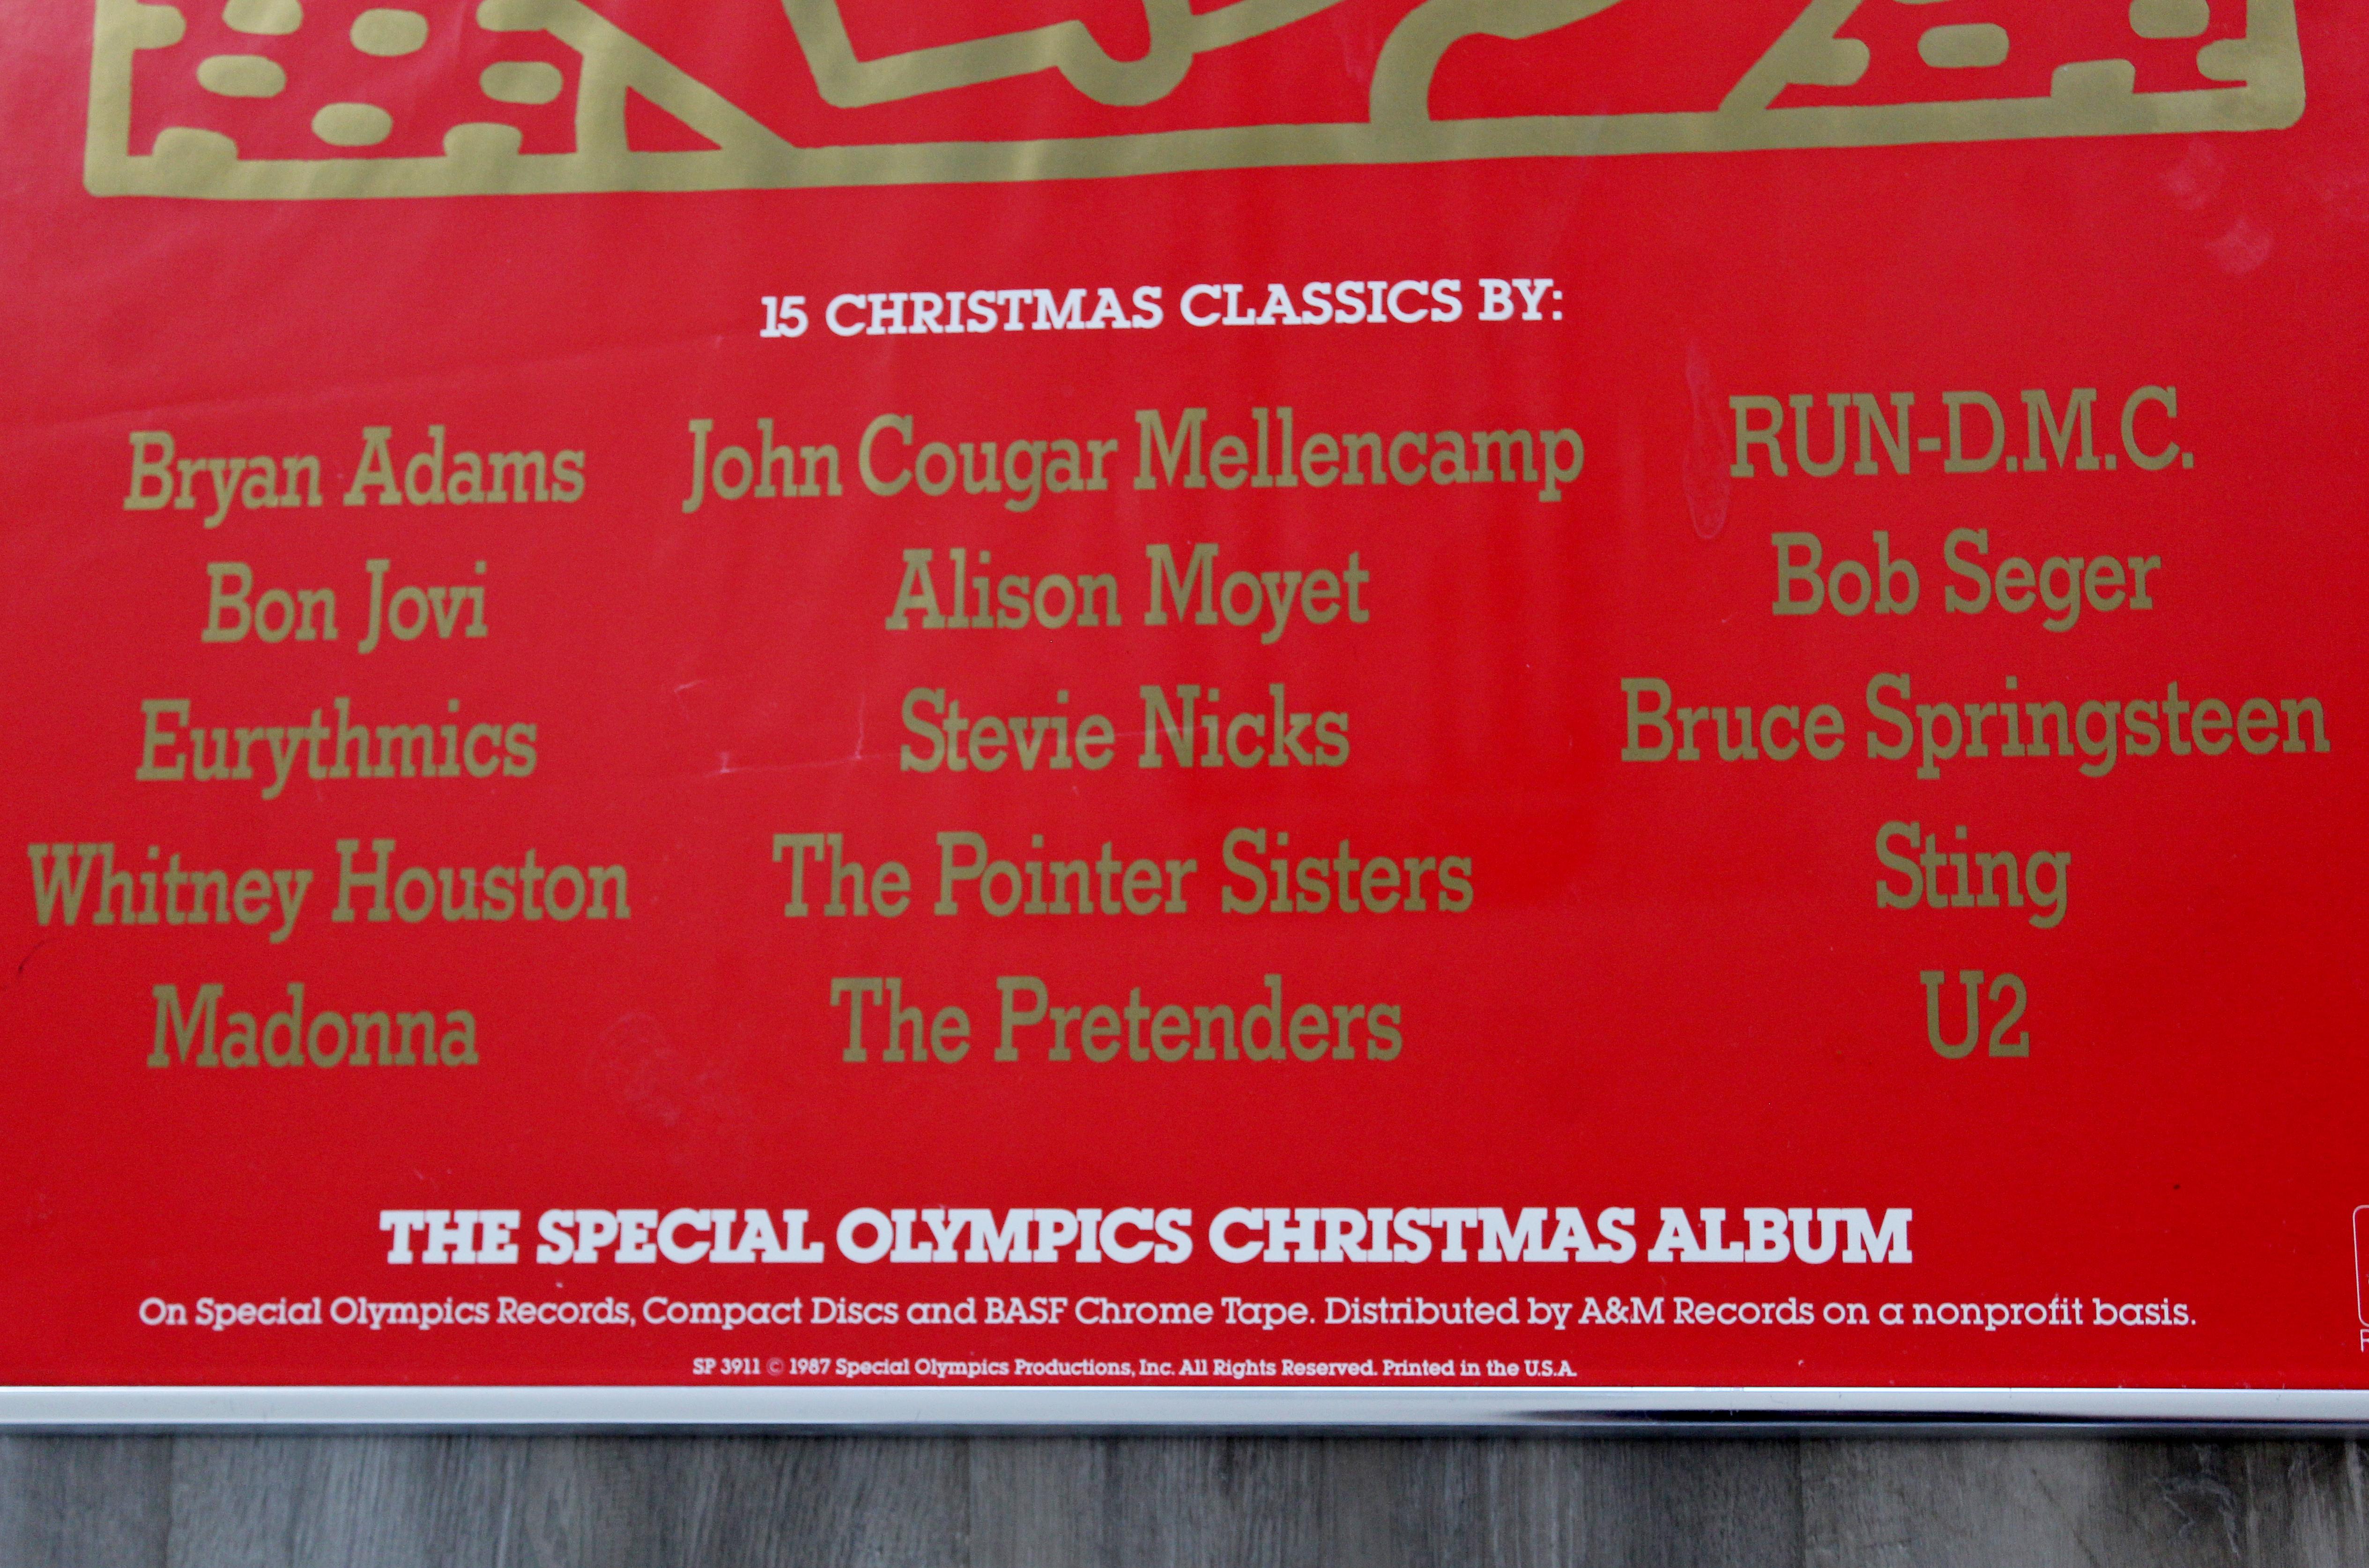 15 CHRISTMAS CLASSICS BY:
Bryan Adams
Bon Jovi
Eurythmics
Whitney Houston
Madonna
John Cougar Mellencamp
Alison Moyet
Stevie Nicks
The Pointer Sisters
The Pretenders
RUN-D.M.C.
Bob Seger
Bruce Springsteen
Sting
U2
THE SPECIAL OLYMPICS CHRISTMAS ALBUM
On Special Olympics Records, Compact Discs and BASF Chrome Tape. Distributed by A&M Records on a nonprofit basis.
SP 3911 © 1987 Special Olympics Productions, Inc. All Rights Reserved. Printed in the U.S.A.